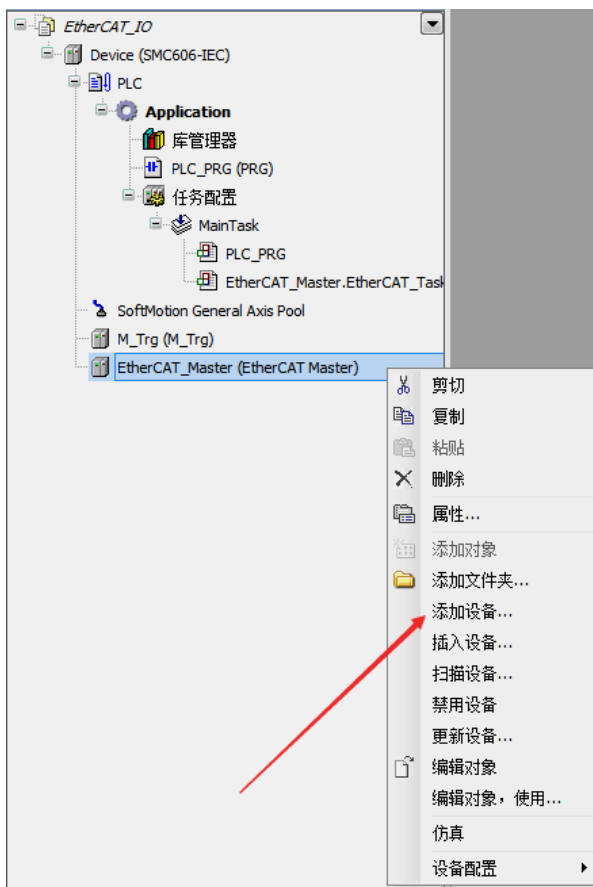 EtherCAT_IO
Device (SMC606-IEC)
PLC
Application
库管理器
PLC_PRG (PRG)
任务配置
MainTask
PLC_PRG
EtherCAT_Master.EtherCAT_Task
SoftMotion General Axis Pool
M_Trg (M_Trg)
EtherCAT_Master (EtherCAT Master)
剪切
复制
粘贴
删除
属性...
添加对象
添加文件夹...
添加设备...
插入设备...
扫描设备...
禁用设备
更新设备...
编辑对象
编辑对象，使用...
仿真
设备配置